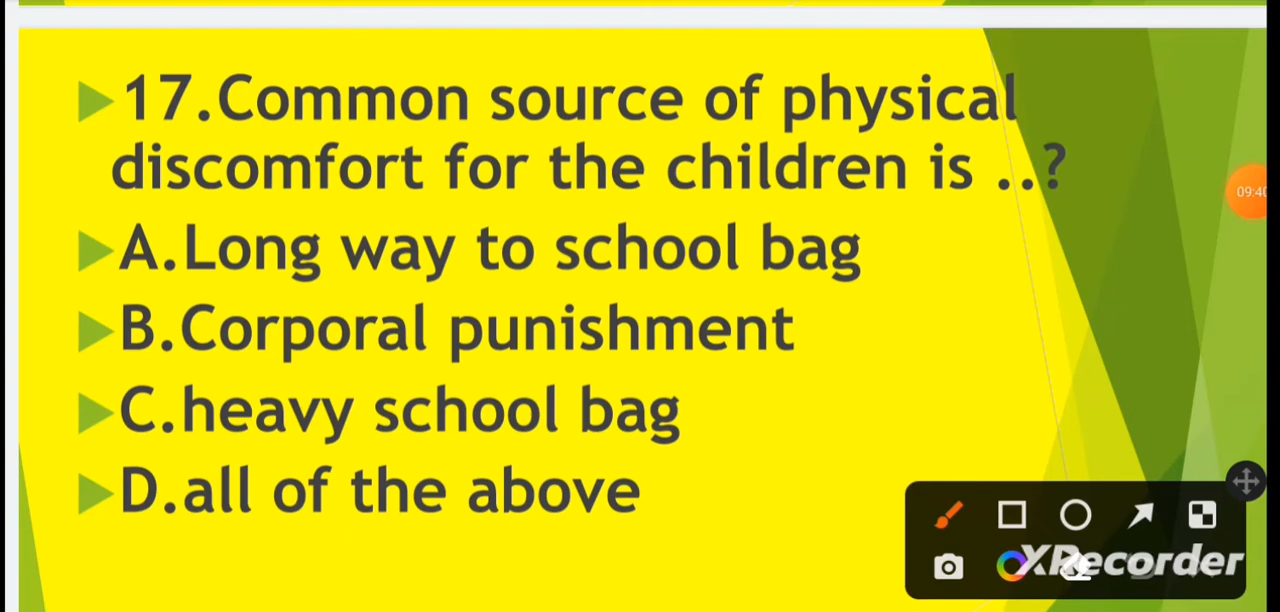 17.Common source of physical
discomfort for the children is ..?
A.Long way to school bag
B.Corporal punishment
C.heavy school bag
D.all of the above
09:40
XRecorder